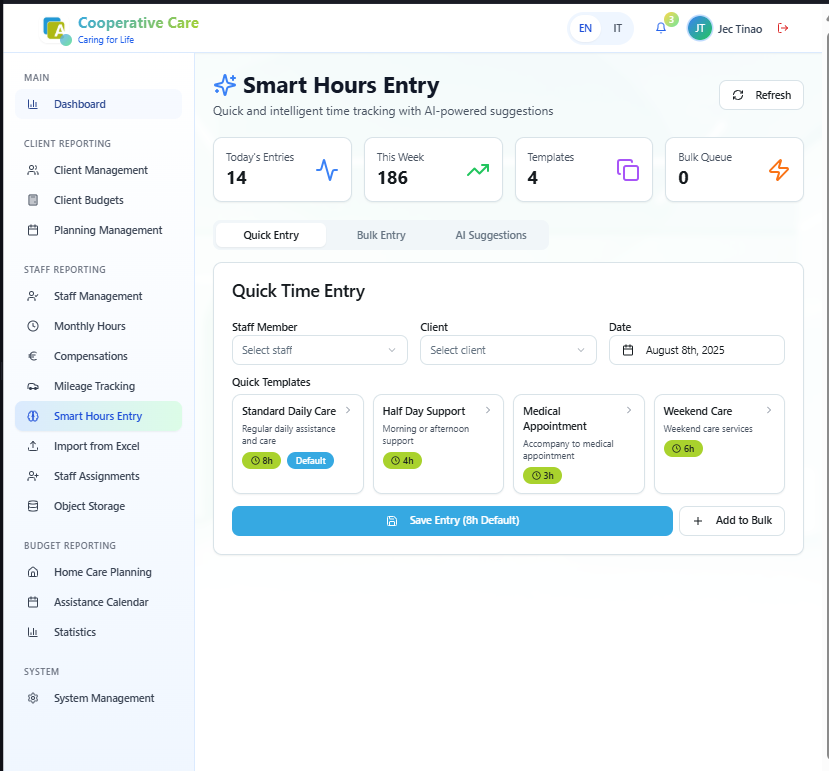 Cooperative Care
Caring for Life
EN IT
3
JT Jec Tinao
MAIN
Dashboard
CLIENT REPORTING
Client Management
Client Budgets
Planning Management
STAFF REPORTING
Staff Management
Monthly Hours
€ Compensations
Mileage Tracking
Smart Hours Entry
Import from Excel
Staff Assignments
Object Storage
BUDGET REPORTING
Home Care Planning
Assistance Calendar
Statistics
SYSTEM
System Management
Smart Hours Entry
Quick and intelligent time tracking with AI-powered suggestions
Refresh
Today's Entries
14
This Week
186
Templates
4
Bulk Queue
0
Quick Entry Bulk Entry AI Suggestions
Quick Time Entry
Staff Member
Select staff
Client
Select client
Date
August 8th, 2025
Quick Templates
Standard Daily Care
Regular daily assistance
and care
8h Default
Half Day Support
Morning or afternoon
support
4h
Medical
Appointment
Accompany to medical
appointment
3h
Weekend Care
Weekend care services
6h
Save Entry (8h Default)
Add to Bulk